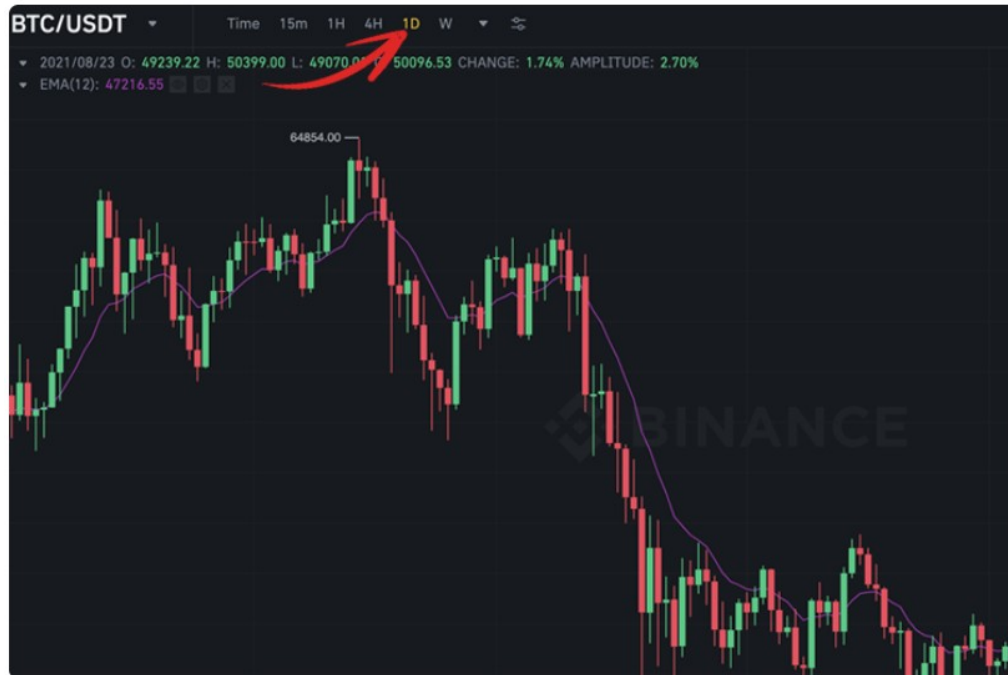 BTC/USDT Time 15m 1H 4H 1D W
2021/08/23 O: 49239.22 H: 50399.00 L: 49070.0 50096.53 CHANGE: 1.74% AMPLITUDE: 2.70%
EMA(12): 47216.55
64854.00
BINANCE